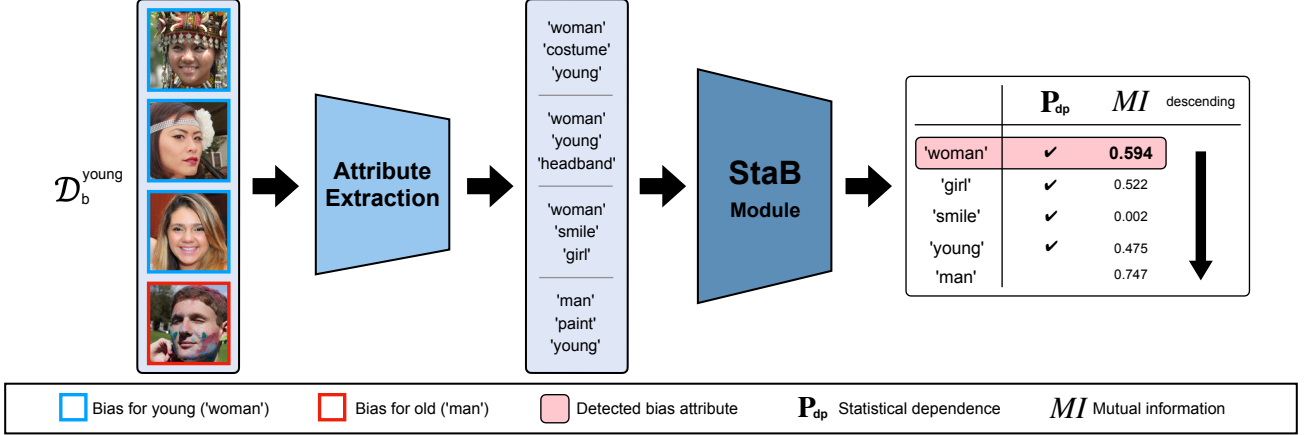 𝒟_b^young
Attribute
Extraction
'woman'
'costume'
'young'
'woman'
'young'
'headband'
'woman'
'smile'
'girl'
'man'
'paint'
'young'
StaB
Module
P_dp MI descending
'woman' ✔ 0.594
'girl' ✔ 0.522
'smile' ✔ 0.002
'young' ✔ 0.475
'man' 0.747
Bias for young ('woman') Bias for old ('man') Detected bias attribute P_dp Statistical dependence MI Mutual information